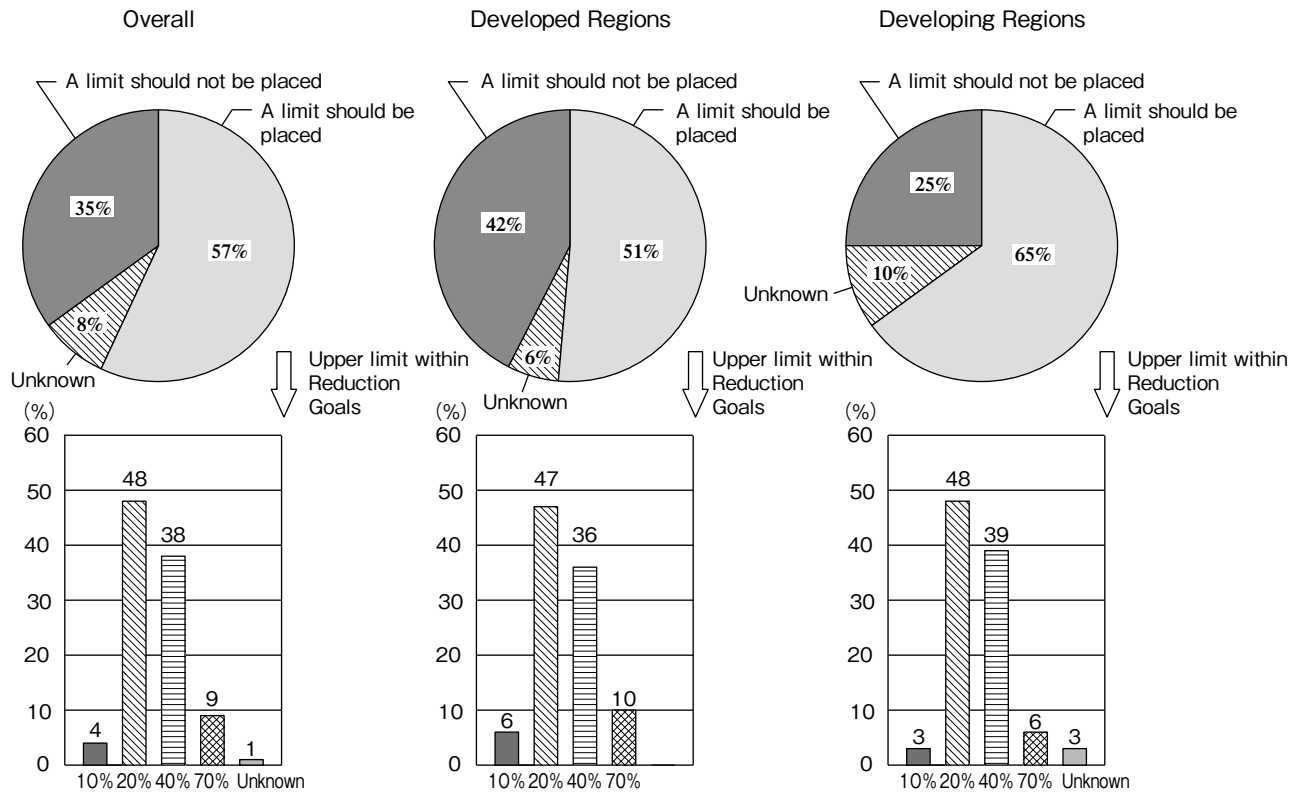 Overall
A limit should not be placed
A limit should be
placed
35%
57%
8%
Unknown
Upper limit within
Reduction
Goals
(%)
60
50
40
30
20
10
0
4
48
38
9
1
10% 20% 40% 70% Unknown
Developed Regions
A limit should not be placed
A limit should be
placed
42%
51%
6%
Unknown
Upper limit within
Reduction
Goals
(%)
60
50
40
30
20
10
0
6
47
36
10
10% 20% 40% 70%
Developing Regions
A limit should not be placed
A limit should be
placed
25%
65%
10%
Unknown
Upper limit within
Reduction
Goals
(%)
60
50
40
30
20
10
0
3
48
39
6
3
10% 20% 40% 70% Unknown